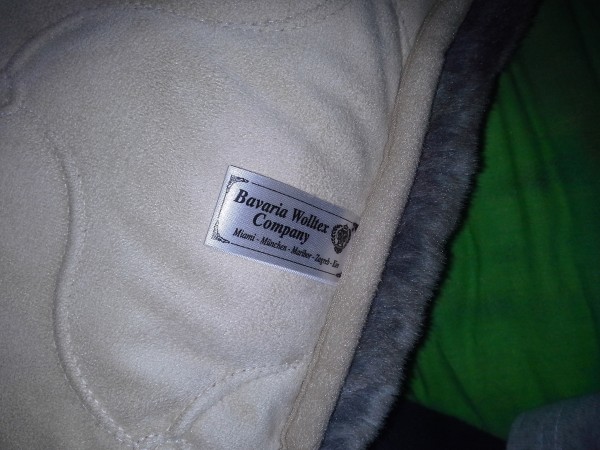 Bavaria Wolltex
Company
Miami - München - Maribor - Zagreb -